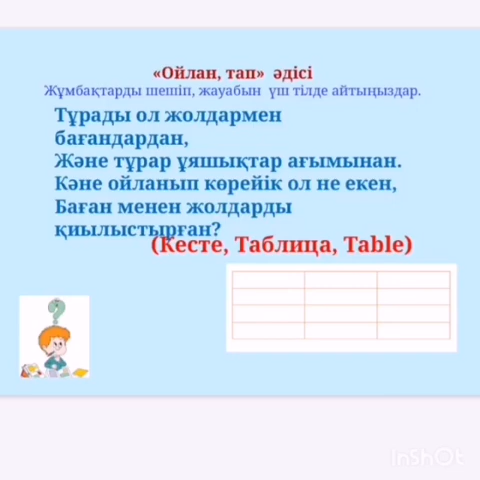 «Ойлан, тап» әдісі
Жұмбақтарды шешіп, жауабын үш тілде айтыңыздар.
Тұрады ол жолдармен
бағандардан,
Және тұрар ұяшықтар ағымынан.
Кәне ойланып көрейік ол не екен,
Баған менен жолдарды
қиылыстырған?
(Кесте, Таблица, Table)
InShOt